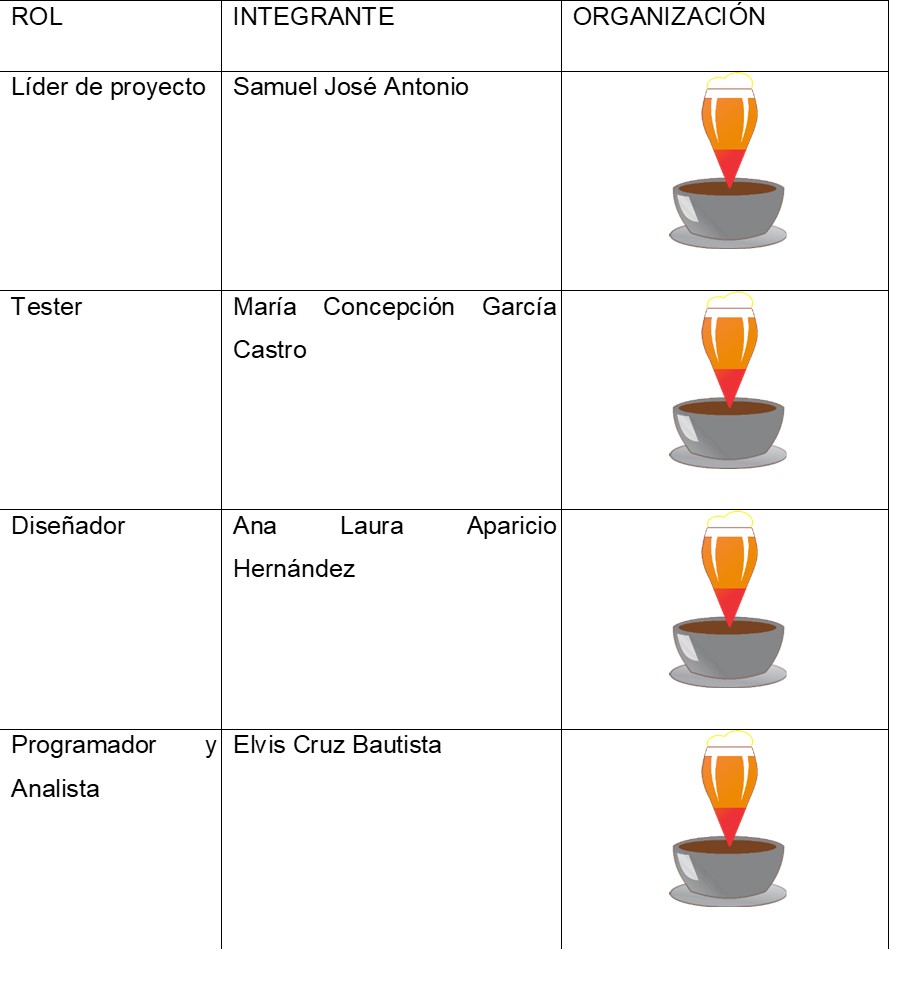 ROL INTEGRANTE ORGANIZACIÓN
Líder de proyecto Samuel José Antonio
Tester María Concepción García
Castro
Diseñador Ana Laura Aparicio
Hernández
Programador y Elvis Cruz Bautista
Analista